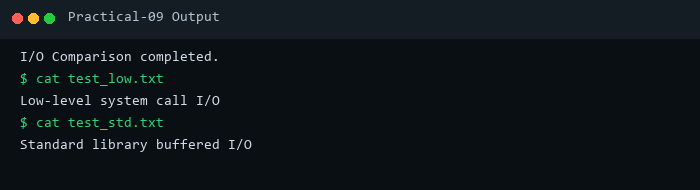 Practical-09 Output
I/O Comparison completed.
$ cat test_low.txt
Low-level system call I/O
$ cat test_std.txt
Standard library buffered I/O